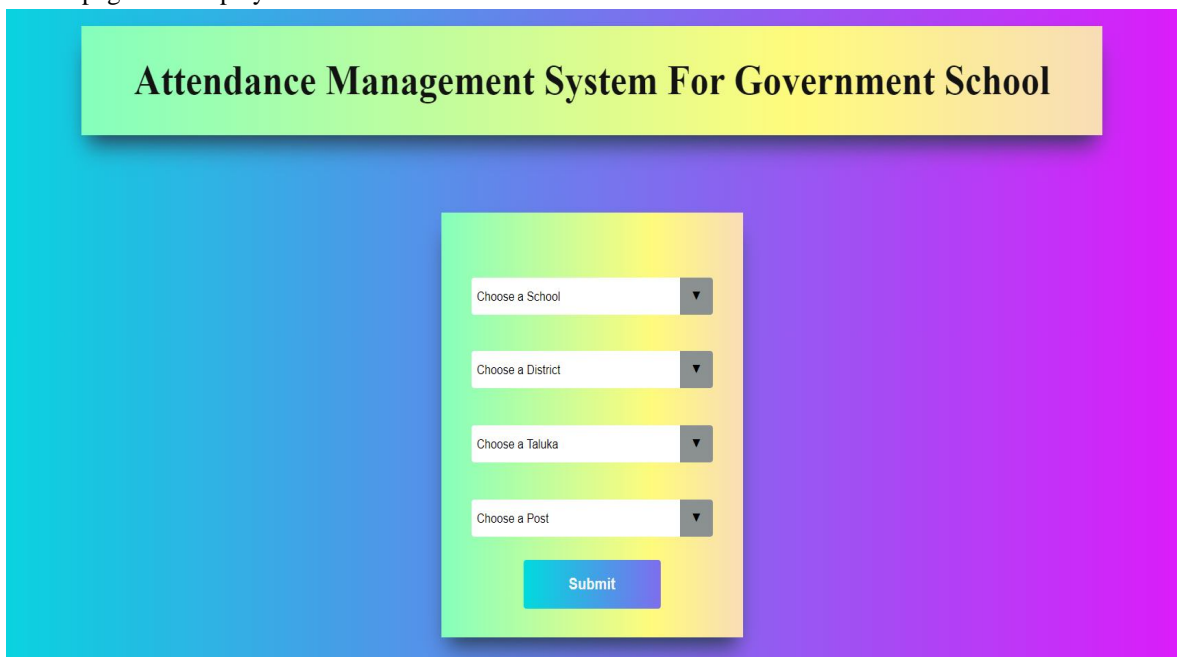 Attendance Management System For Government School
Choose a School
Choose a District
Choose a Taluka
Choose a Post
Submit